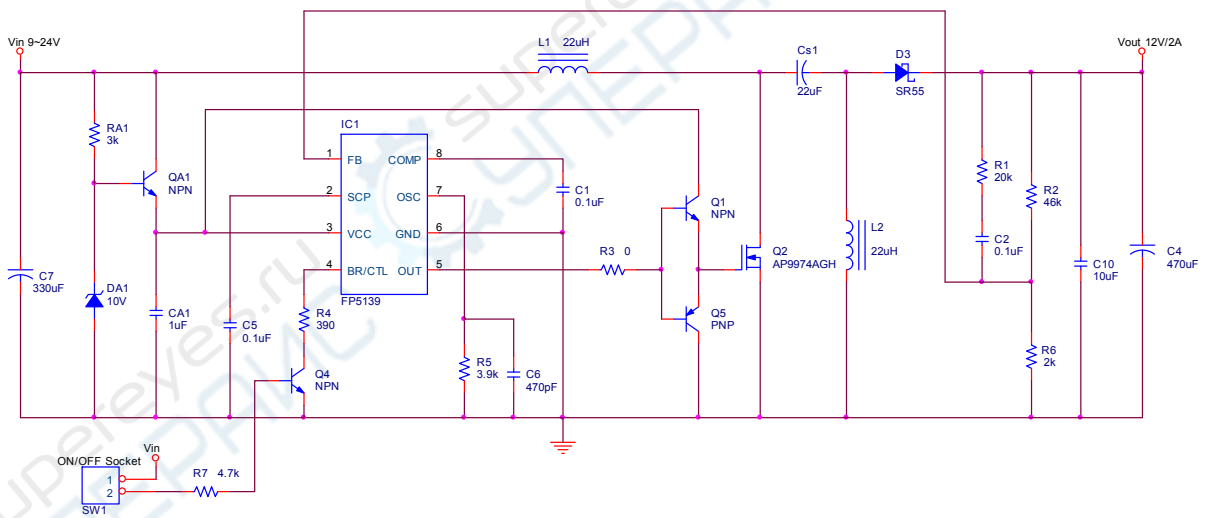 Vin 9~24V
L1 22uH
Cs1
22uF
D3
SR55
Vout 12V/2A
RA1
3k
IC1
1 FB COMP 8
2 SCP OSC 7
3 VCC GND 6
4 BR/CTL OUT 5
FP5139
QA1
NPN
C1
0.1uF
R1
20k
R2
46k
Q1
NPN
L2
22uH
R3 0
Q2
AP9974AGH
C2
0.1uF
C10
10uF
C4
470uF
C7
330uF
DA1
10V
CA1
1uF
C5
0.1uF
R4
390
Q5
PNP
R5
3.9k
C6
470pF
R6
2k
Q4
NPN
Vin
ON/OFF Socket
1
2
SW1
R7 4.7k
supereyes.ru
СУПЕРАЙС